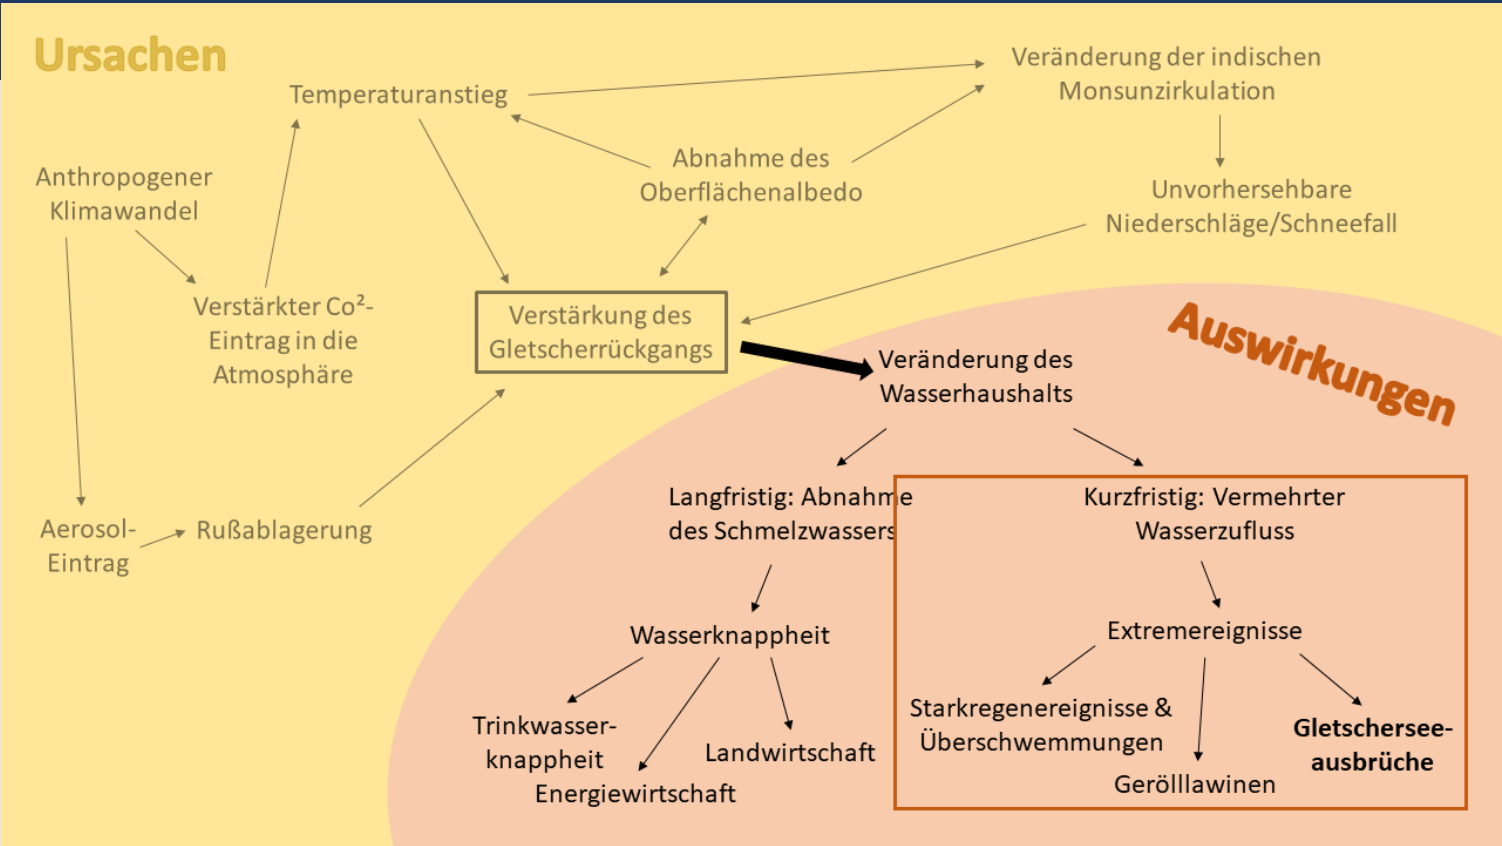 Ursachen
Temperaturanstieg
Veränderung der indischen
Monsunzirkulation
Anthropogener
Klimawandel
Abnahme des
Oberflächenalbedo
Unvorhersehbare
Niederschläge/Schneefall
Verstärkter Co²-
Eintrag in die
Atmosphäre
Verstärkung des
Gletscherrückgangs
Aerosol-
Eintrag
Rußablagerung
Auswirkungen
Veränderung des
Wasserhaushalts
Langfristig: Abnahme
des Schmelzwassers
Kurzfristig: Vermehrter
Wasserzufluss
Wasserknappheit
Extremereignisse
Trinkwasser-
knappheit
Energiewirtschaft
Landwirtschaft
Starkregenereignisse &
Überschwemmungen
Gerölllawinen
Gletschersee-
ausbrüche